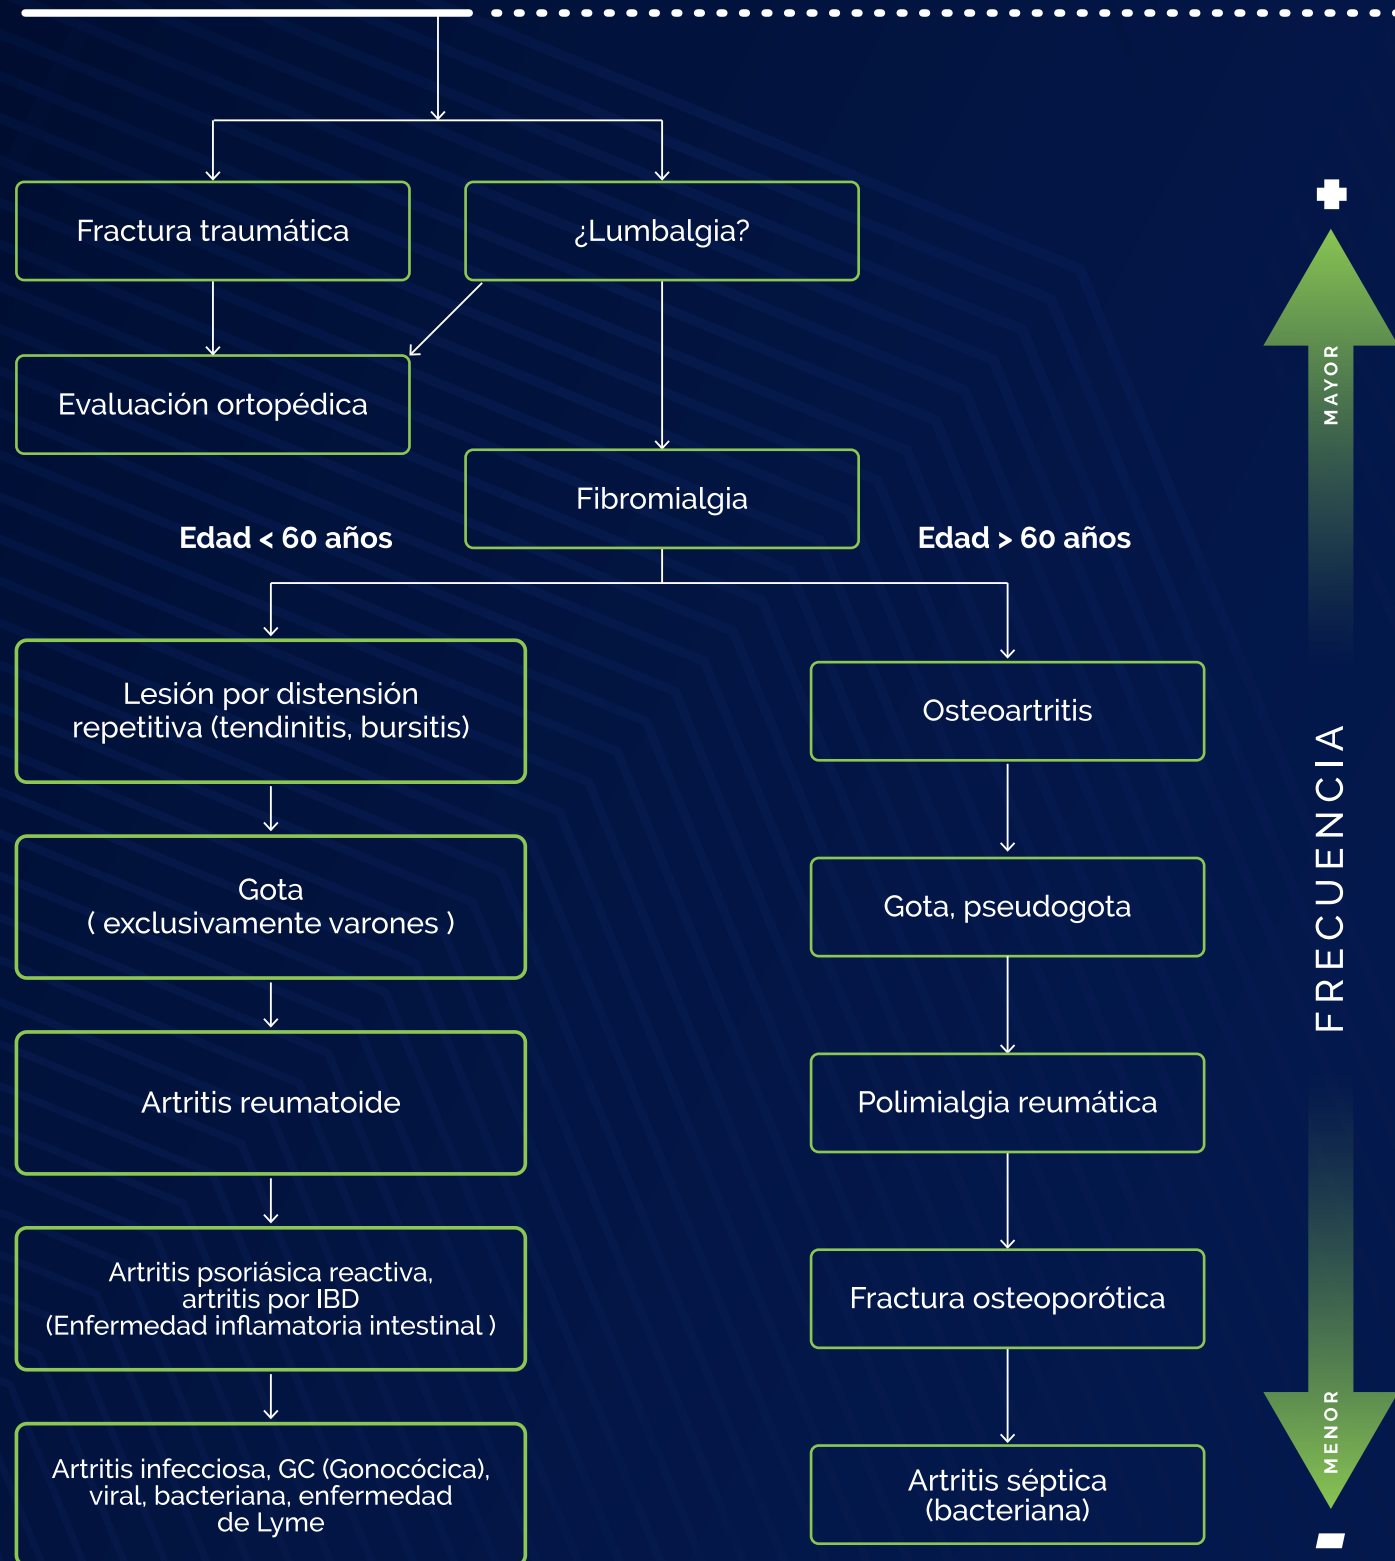 Fractura traumática
¿Lumbalgia?
Evaluación ortopédica
Fibromialgia
Edad < 60 años
Edad > 60 años
Lesión por distensión
repetitiva (tendinitis, bursitis)
Gota
( exclusivamente varones )
Artritis reumatoide
Artritis psoriásica reactiva,
artritis por IBD
(Enfermedad inflamatoria intestinal )
Artritis infecciosa, GC (Gonocócica),
viral, bacteriana, enfermedad
de Lyme
Osteoartritis
Gota, pseudogota
Polimialgia reumática
Fractura osteoporótica
Artritis séptica
(bacteriana)
MAYOR
FRECUENCIA
MENOR